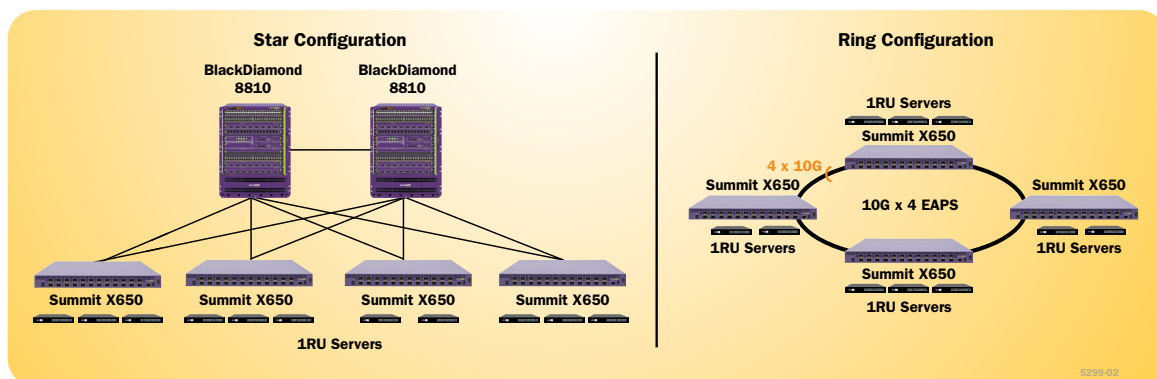 Star Configuration
BlackDiamond
8810
BlackDiamond
8810
Summit X650
Summit X650
Summit X650
Summit X650
1RU Servers
Ring Configuration
1RU Servers
Summit X650
4 x 10G
Summit X650
10G x 4 EAPS
Summit X650
1RU Servers
1RU Servers
Summit X650
1RU Servers
5299-02